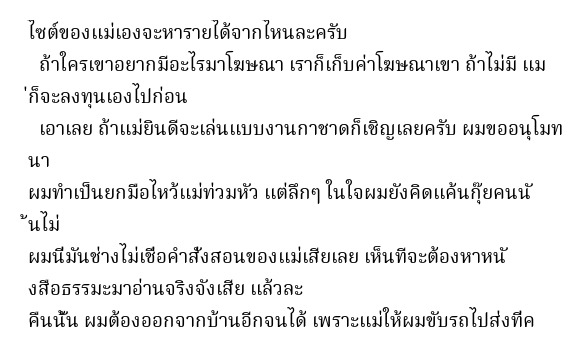 ไซต์ของแม่เองจะหารายได้จากไหนละครับ
ถ้าใครเขาอยากมีอะไรมาโฆษณา เราก็เก็บค่าโฆษณาเขา ถ้าไม่มี แม
่ก็จะลงทุนเองไปก่อน
เอาเลย ถ้าแม่ยินดีจะเล่นแบบงานกาชาดก็เชิญเลยครับ ผมขออนุโมท
นา
ผมทำเป็นยกมือไหว้แม่ท่วมหัว แต่ลึกๆ ในใจผมยังคิดแค้นกุ๊ยคนนั
้นไม่
ผมนี่มันช่างไม่เชื่อคำสั่งสอนของแม่เสียเลย เห็นทีจะต้องหาหนั
งสือธรรมะมาอ่านจริงจังเสีย แล้วละ
คืนนั้น ผมต้องออกจากบ้านอีกจนได้ เพราะแม่ให้ผมขับรถไปส่งที่ค